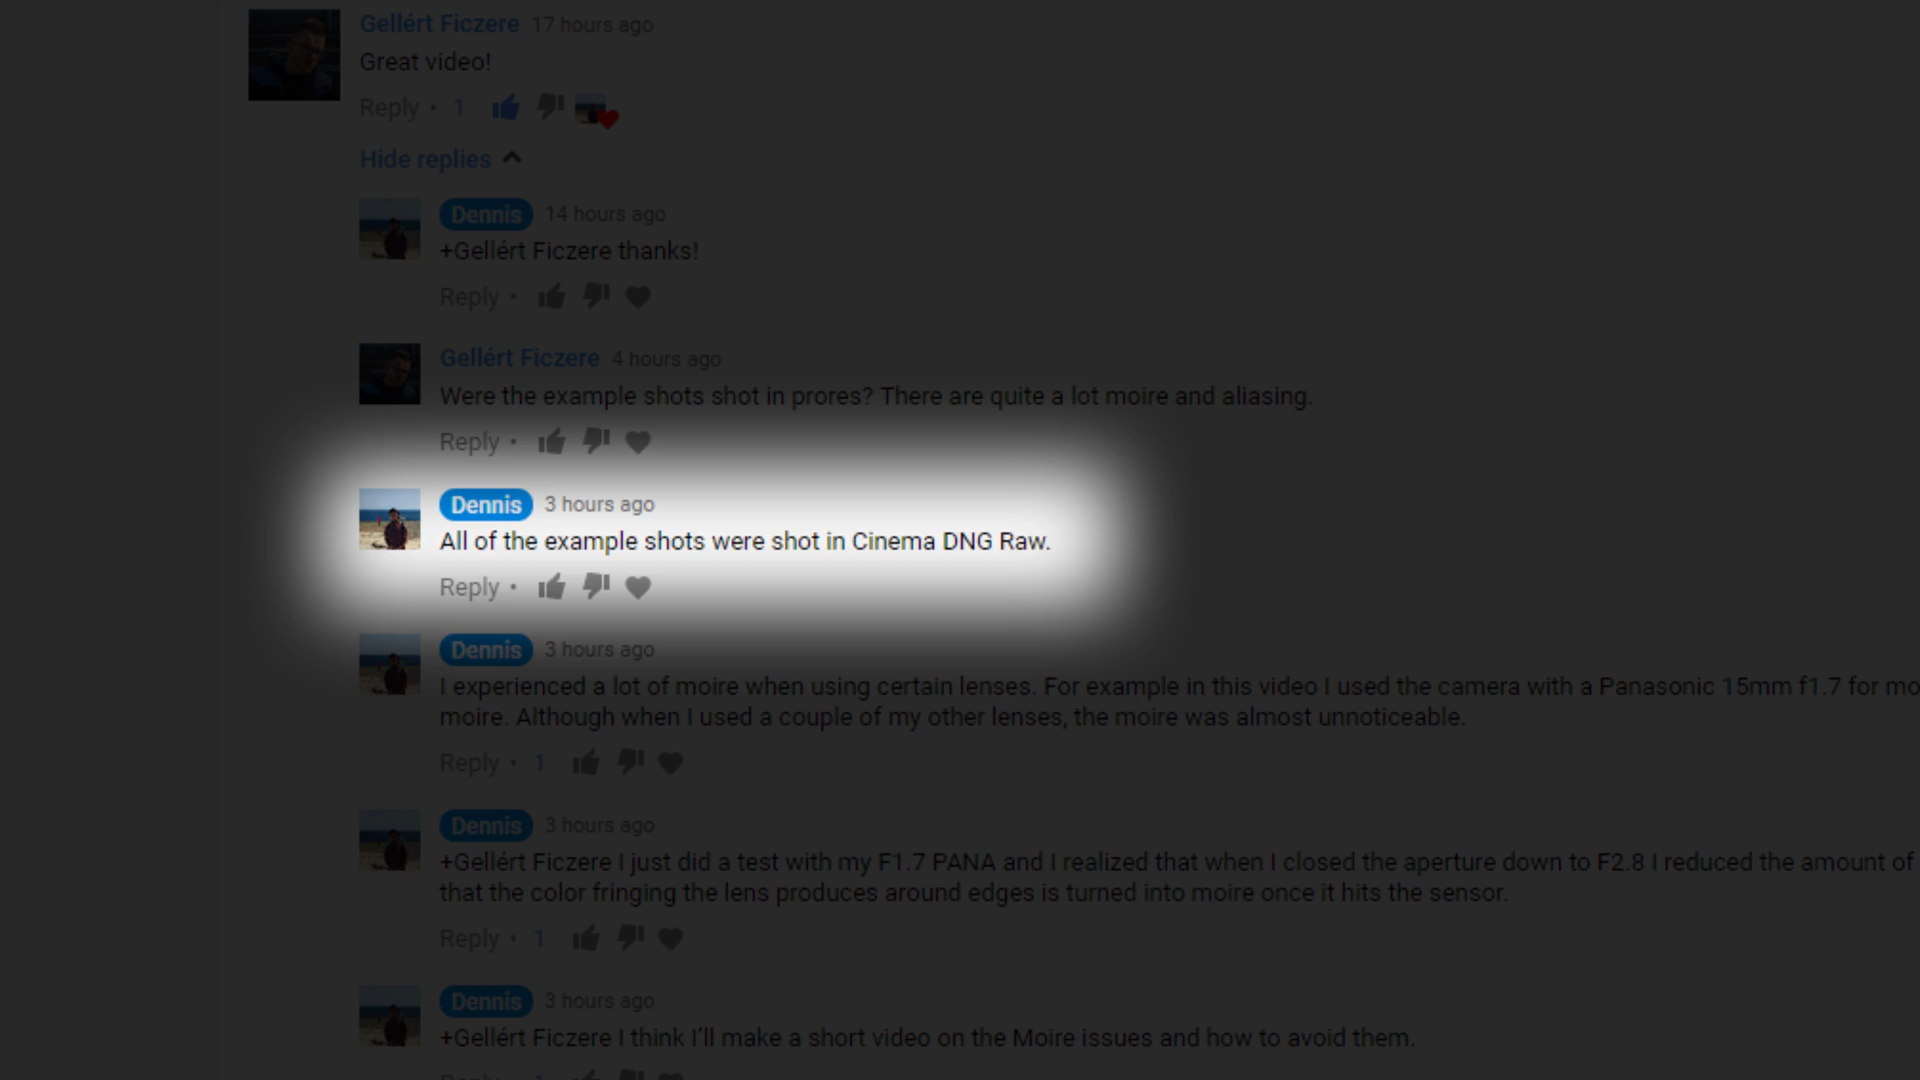 Gellért Ficzere 17 hours ago
Great video!
Reply • 1
Hide replies
Dennis 14 hours ago
+Gellért Ficzere thanks!
Reply •
Gellért Ficzere 4 hours ago
Were the example shots shot in prores? There are quite a lot moire and aliasing.
Reply •
Dennis 3 hours ago
All of the example shots were shot in Cinema DNG Raw.
Reply •
Dennis 3 hours ago
I experienced a lot of moire when using certain lenses. For example in this video I used the camera with a Panasonic 15mm f1.7 for mo
moire. Although when I used a couple of my other lenses, the moire was almost unnoticeable.
Reply • 1
Dennis 3 hours ago
+Gellért Ficzere I just did a test with my F1.7 PANA and I realized that when I closed the aperture down to F2.8 I reduced the amount of
that the color fringing the lens produces around edges is turned into moire once it hits the sensor.
Reply • 1
Dennis 3 hours ago
+Gellért Ficzere I think I'll make a short video on the Moire issues and how to avoid them.
Reply • 1